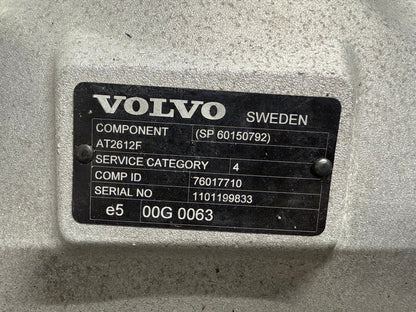 VOLVO SWEDEN
COMPONENT (SP 60150792)
AT2612F
SERVICE CATEGORY 4
COMP ID 76017710
SERIAL NO 1101199833
e5 00G 0063